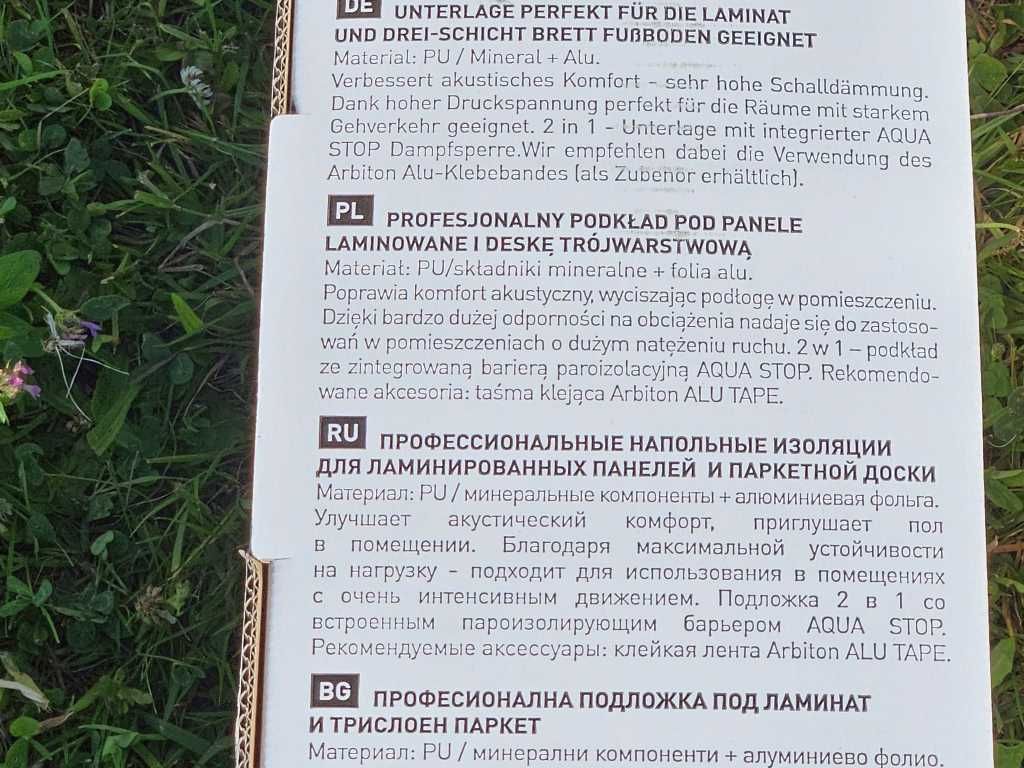 DE UNTERLAGE PERFEKT FÜR DIE LAMINAT
UND DREI-SCHICHT BRETT FUßBODEN GEEIGNET
Material: PU / Mineral + Alu.
Verbessert akustisches Komfort - sehr hohe Schalldämmung.
Dank hoher Druckspannung perfekt für die Räume mit starkem
Gehverkehr geeignet. 2 in 1 - Unterlage mit integrierter AQUA
STOP Dampfsperre.Wir empfehlen dabei die Verwendung des
Arbiton Alu-Klebebandes (als Zubehör erhältlich).
PL PROFESJONALNY PODKŁAD POD PANELE
LAMINOWANE I DESKĘ TRÓJWARSTWOWĄ
Materiał: PU/składniki mineralne + folia alu.
Poprawia komfort akustyczny, wyciszając podłogę w pomieszczeniu.
Dzięki bardzo dużej odporności na obciążenia nadaje się do zastoso-
wań w pomieszczeniach o dużym natężeniu ruchu. 2 w 1 – podkład
ze zintegrowaną barierą paroizolacyjną AQUA STOP. Rekomendo-
wane akcesoria: taśma klejąca Arbiton ALU TAPE.
RU ПРОФЕССИОНАЛЬНЫЕ НАПОЛЬНЫЕ ИЗОЛЯЦИИ
ДЛЯ ЛАМИНИРОВАННЫХ ПАНЕЛЕЙ И ПАРКЕТНОЙ ДОСКИ
Материал: PU / минеральные компоненты + алюминиевая фольга.
Улучшает акустический комфорт, приглушает пол
в помещении. Благодаря максимальной устойчивости
на нагрузку - подходит для использования в помещениях
с очень интенсивным движением. Подложка 2 в 1 со
встроенным пароизолирующим барьером AQUA STOP.
Рекомендуемые аксессуары: клейкая лента Arbiton ALU TAPE.
BG ПРОФЕСИОНАЛНА ПОДЛОЖКА ПОД ЛАМИНАТ
И ТРИСЛОЕН ПАРКЕТ
Материал: PU / минерални компоненти + алуминиево фолио.